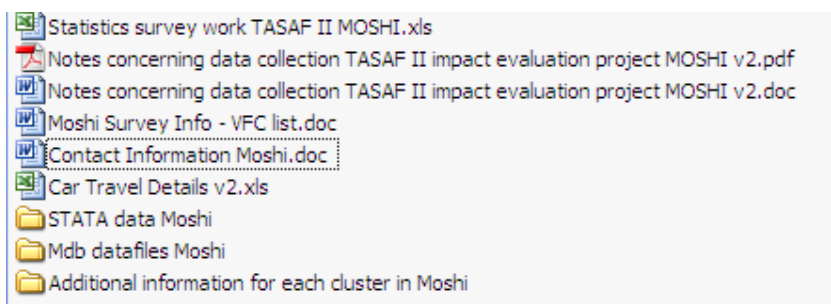 Statistics survey work TASAF II MOSHI.xls
Notes concerning data collection TASAF II impact evaluation project MOSHI v2.pdf
Notes concerning data collection TASAF II impact evaluation project MOSHI v2.doc
Moshi Survey Info - VFC list.doc
Contact Information Moshi.doc
Car Travel Details v2.xls
STATA data Moshi
Mdb datafiles Moshi
Additional information for each cluster in Moshi